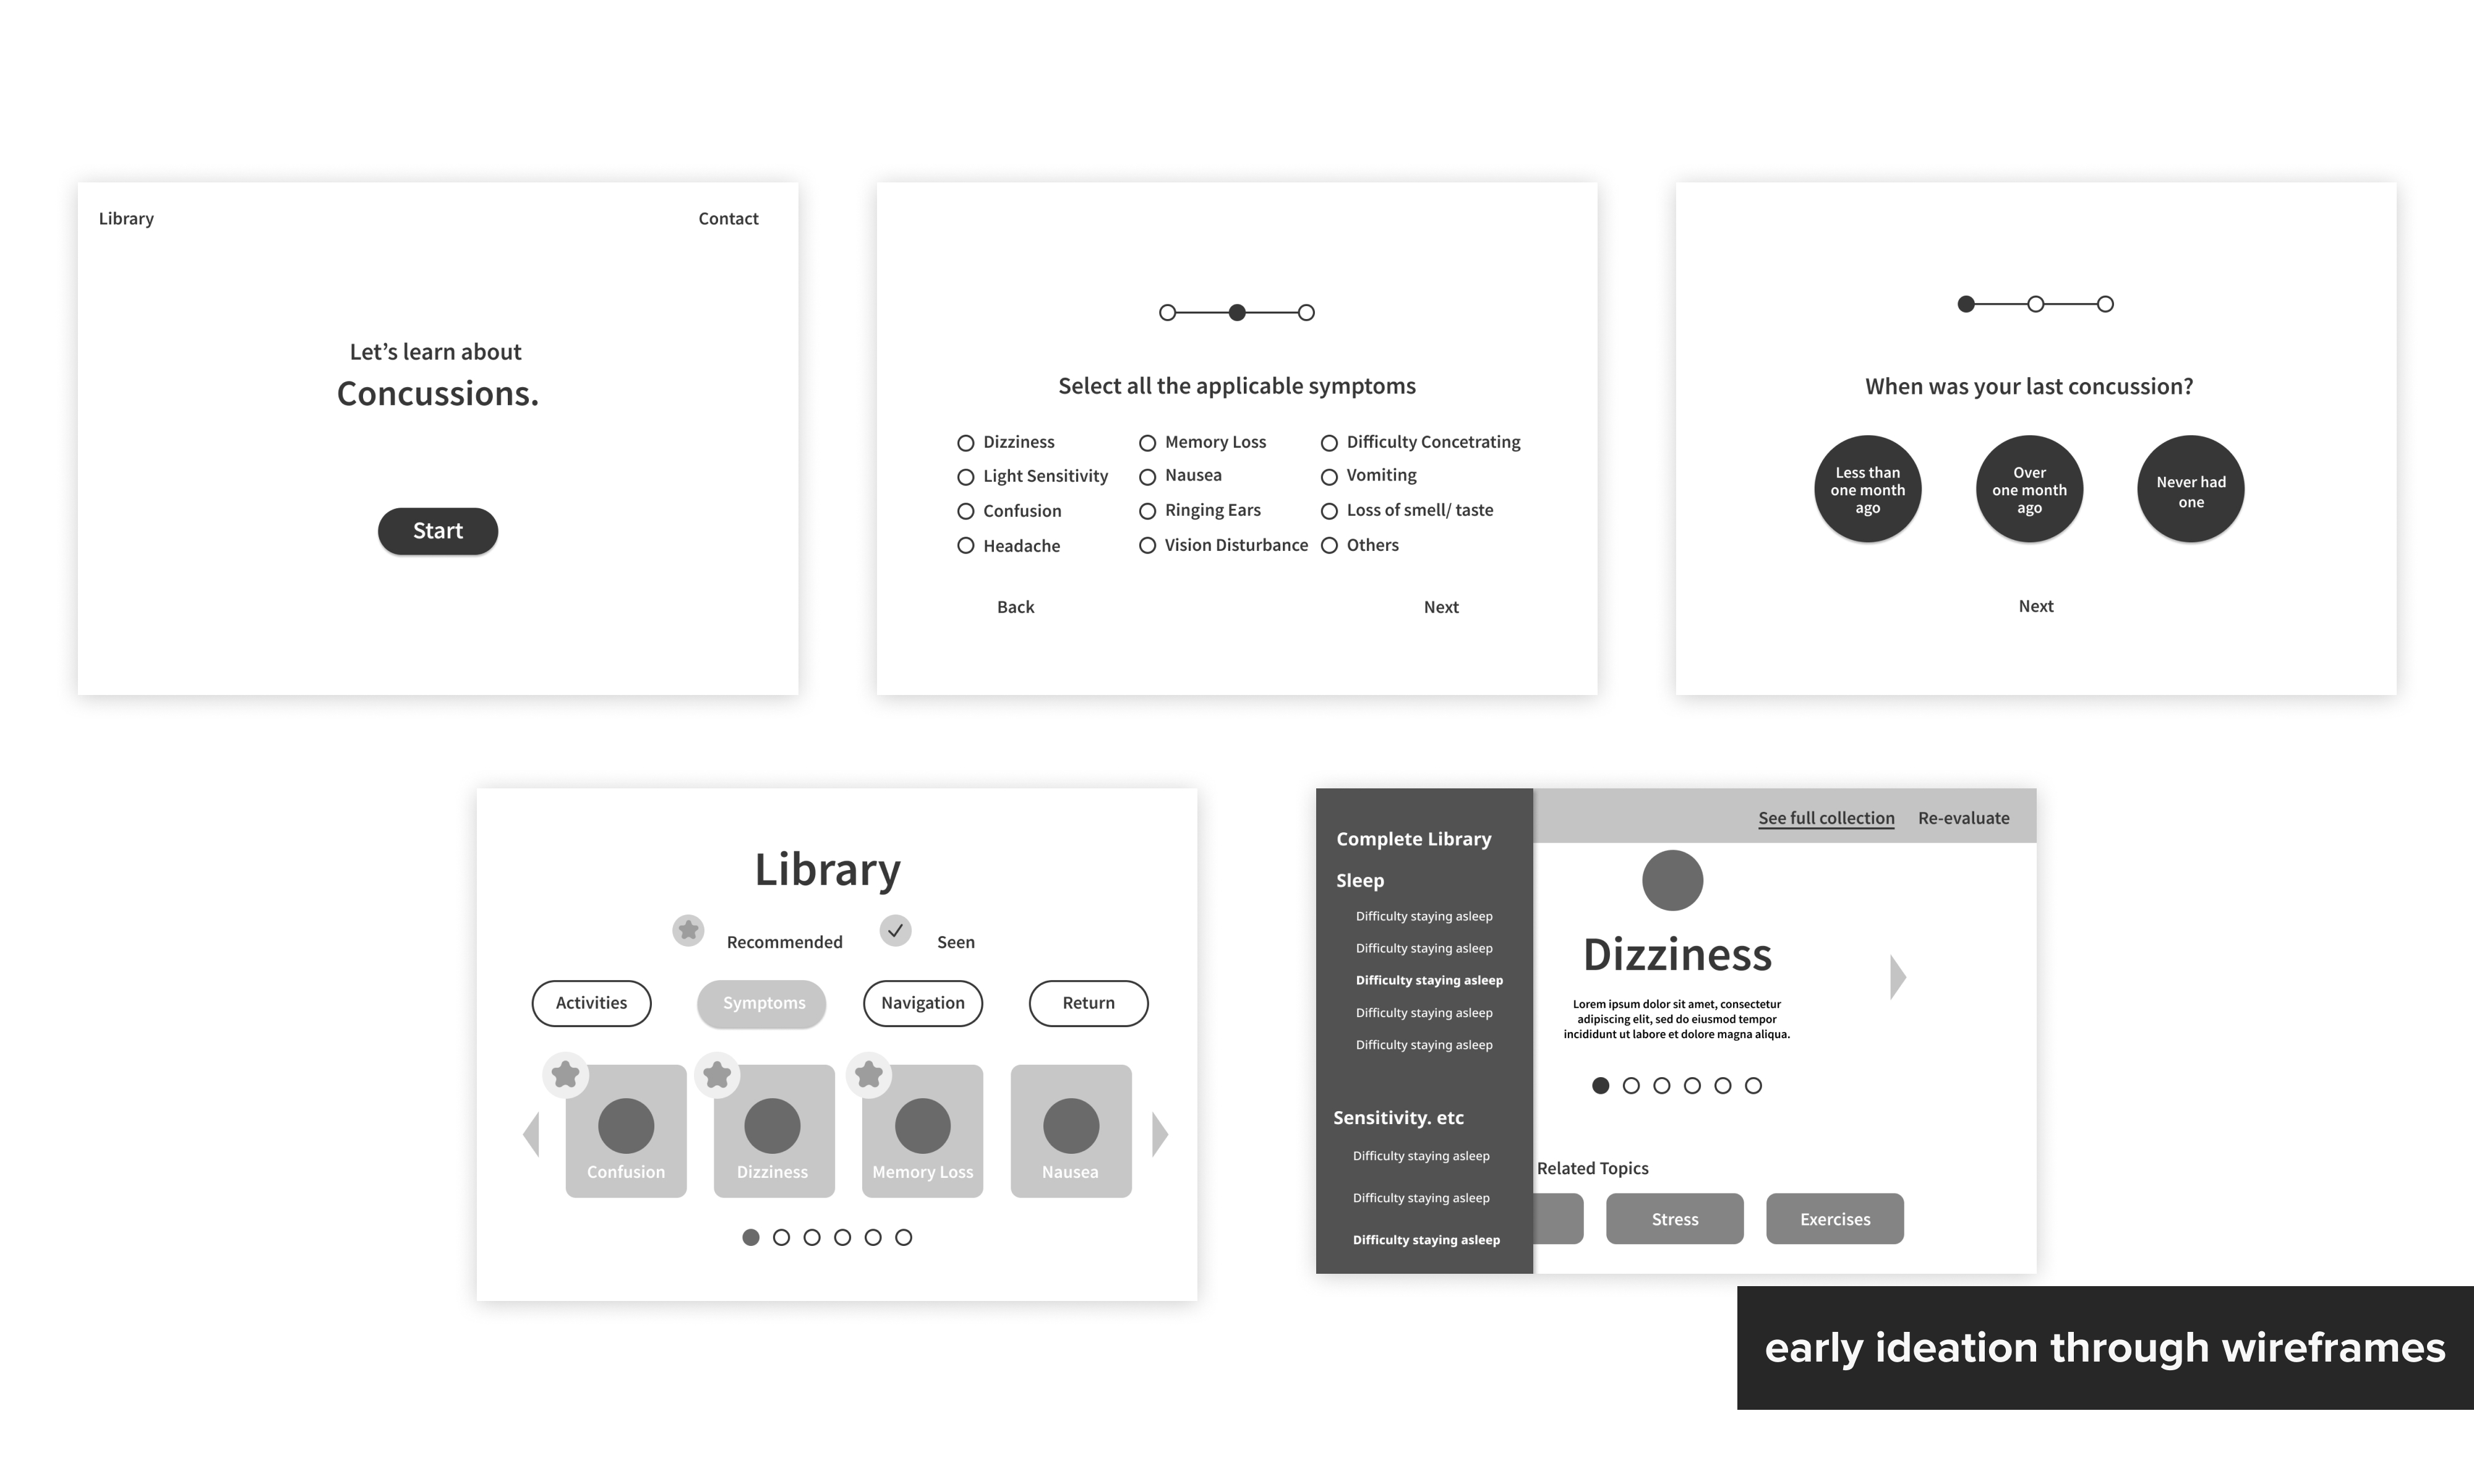 Library
Contact
Let's learn about
Concussions.
Start
Select all the applicable symptoms
Dizziness
Memory Loss
Difficulty Concetrating
Light Sensitivity
Nausea
Vomiting
Confusion
Ringing Ears
Loss of smell/ taste
Headache
Vision Disturbance
Others
Back
Next
When was your last concussion?
Less than
one month
ago
Over
one month
ago
Never had
one
Next
Library
Recommended
Seen
Activities
Symptoms
Navigation
Return
Confusion
Dizziness
Memory Loss
Nausea
Complete Library
Sleep
Difficulty staying asleep
Difficulty staying asleep
Difficulty staying asleep
Difficulty staying asleep
Difficulty staying asleep
Sensitivity. etc
Difficulty staying asleep
Difficulty staying asleep
Difficulty staying asleep
See full collection
Re-evaluate
Dizziness
Lorem ipsum dolor sit amet, consectetur
adipiscing elit, sed do eiusmod tempor
incididunt ut labore et dolore magna aliqua.
Related Topics
Stress
Exercises
early ideation through wireframes